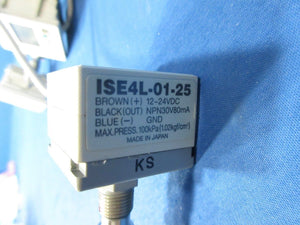 ISE4L-01-25
BROWN(+) 12~24VDC
BLACK(OUT) NPN30V80mA
BLUE(-) GND
MAX.PRESS.100kPa{1.02kgf/cm²}
MADE IN JAPAN
KS